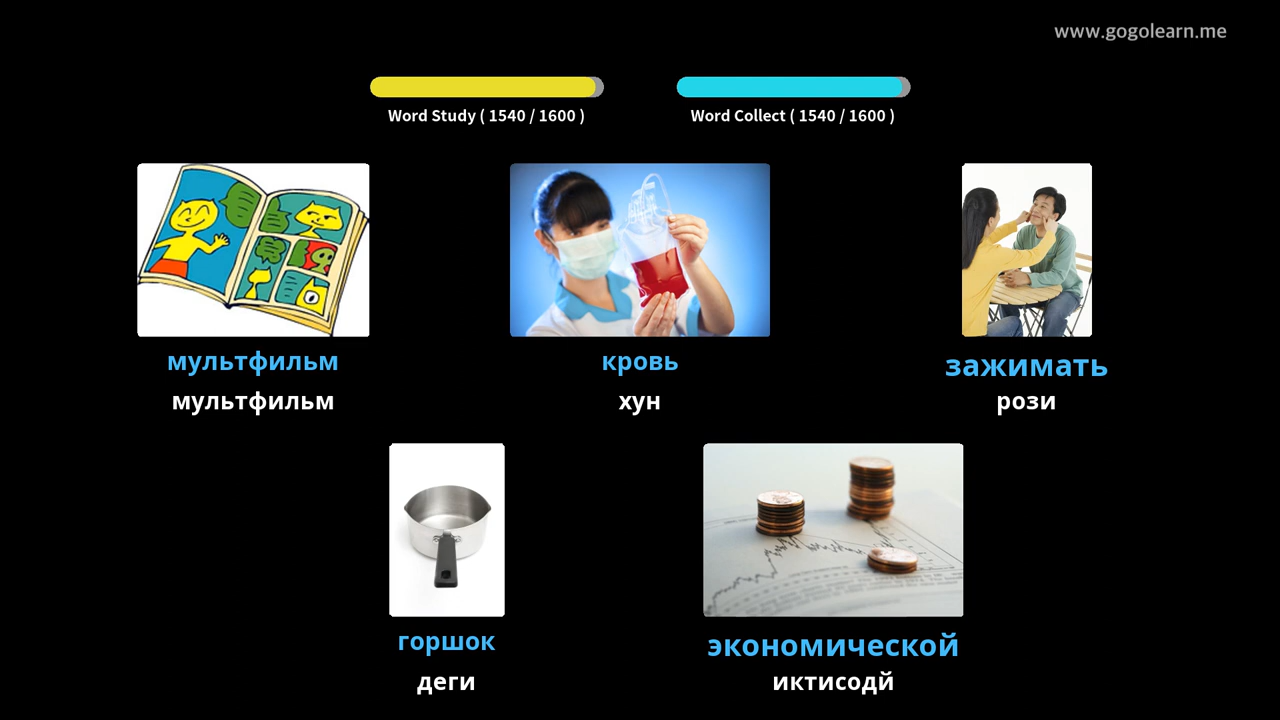 www.gogolearn.me
Word Study ( 1540 / 1600 )
Word Collect ( 1540 / 1600 )
мультфильм
мультфильм
кровь
хун
зажимать
рози
горшок
деги
экономической
иктисодй